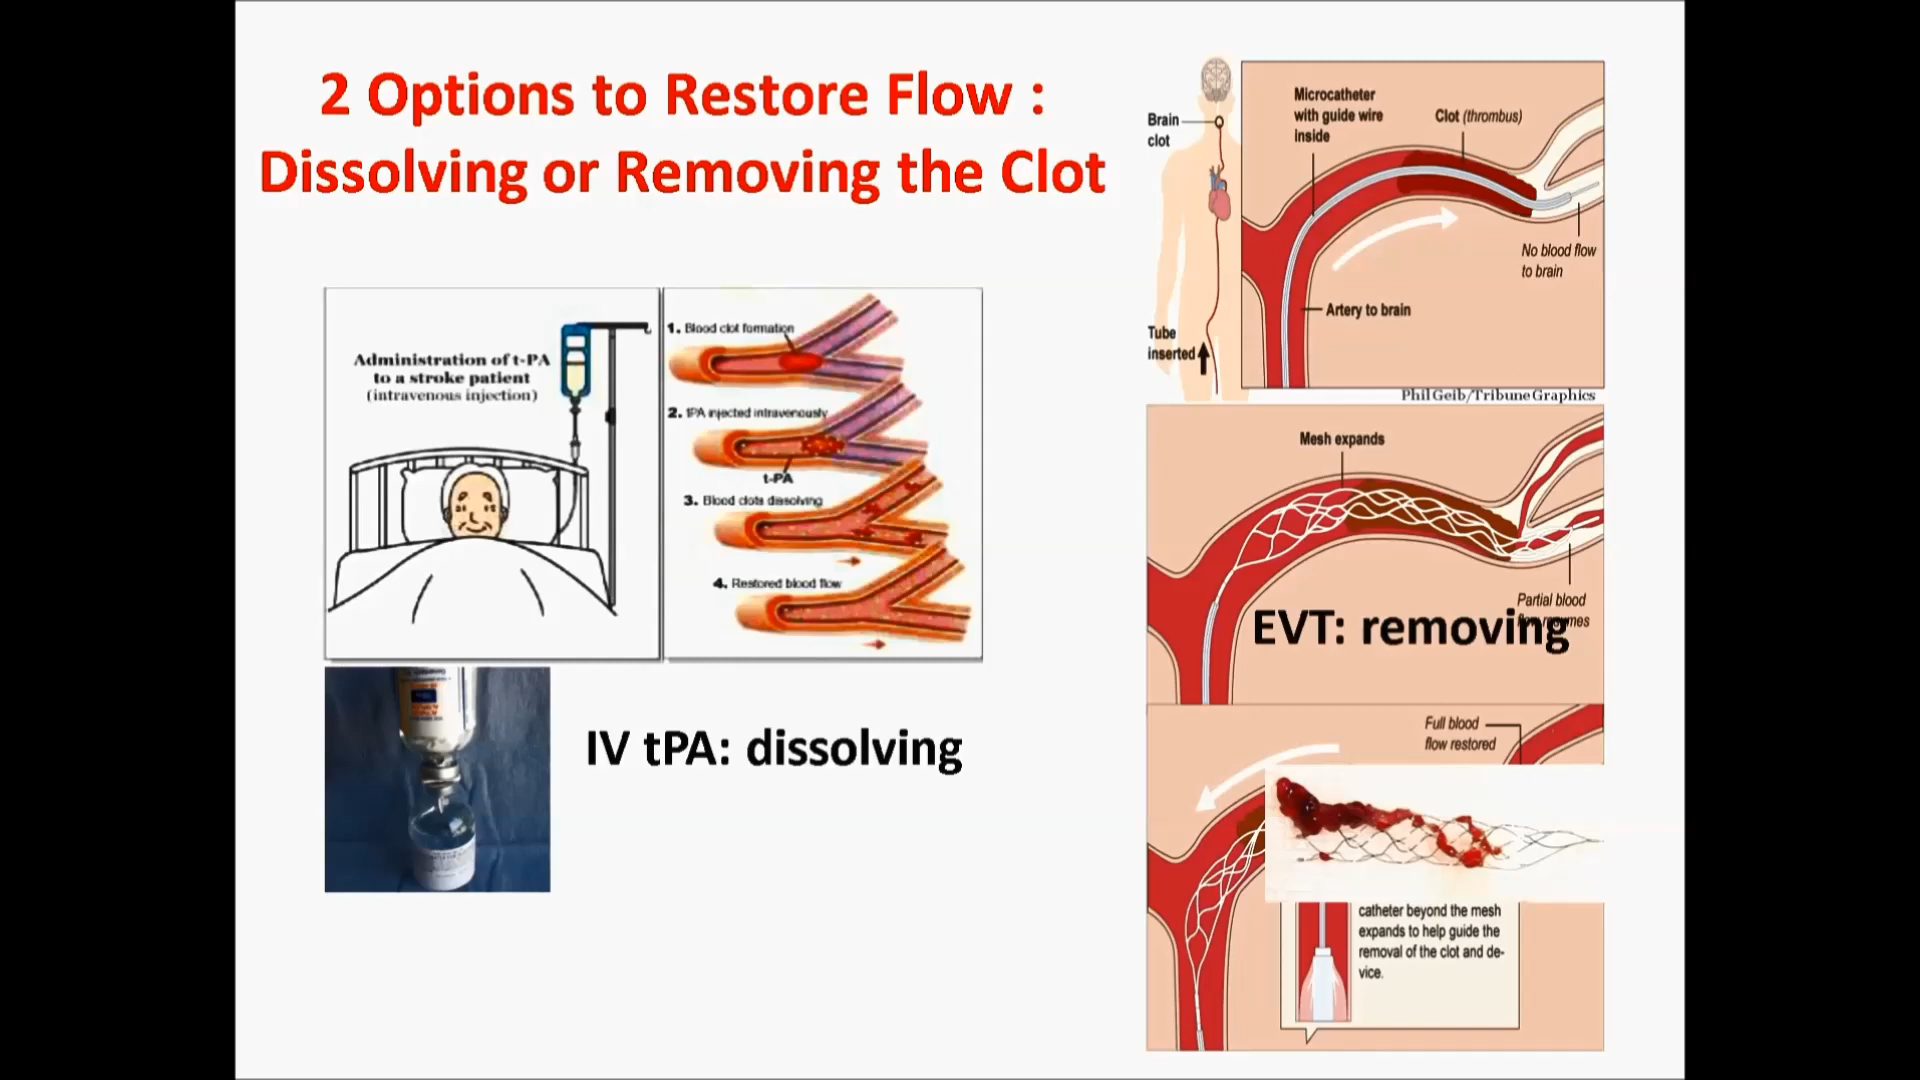 2 Options to Restore Flow :
Dissolving or Removing the Clot
Administration of t-PA
to a stroke patient
(intravenous injection)
1. Blood clot formation
2. tPA injected intravenously
t-PA
3. Blood clots dissolving
4. Restored blood flow
IV tPA: dissolving
Brain
clot
Tube
inserted
Microcatheter
with guide wire
inside
Clot (thrombus)
No blood flow
to brain
Artery to brain
Phil Geib/Tribune Graphics
Mesh expands
Partial blood
EVT: removing
Full blood
flow restored
catheter beyond the mesh
expands to help guide the
removal of the clot and de-
vice.